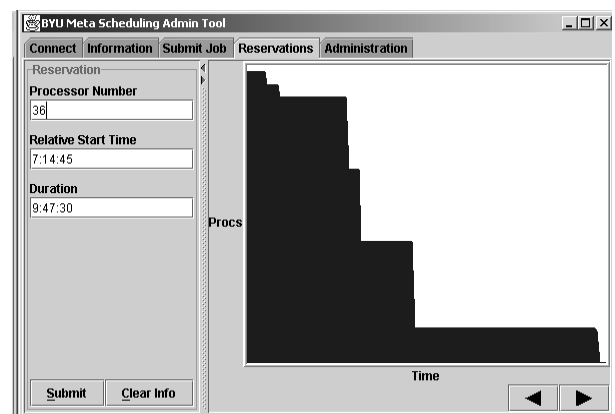 BYU Meta Scheduling Admin Tool
Connect Information Submit Job Reservations Administration
Reservation
Processor Number
36
Relative Start Time
7:14:45
Duration
9:47:30
Procs
Time
Submit Clear Info